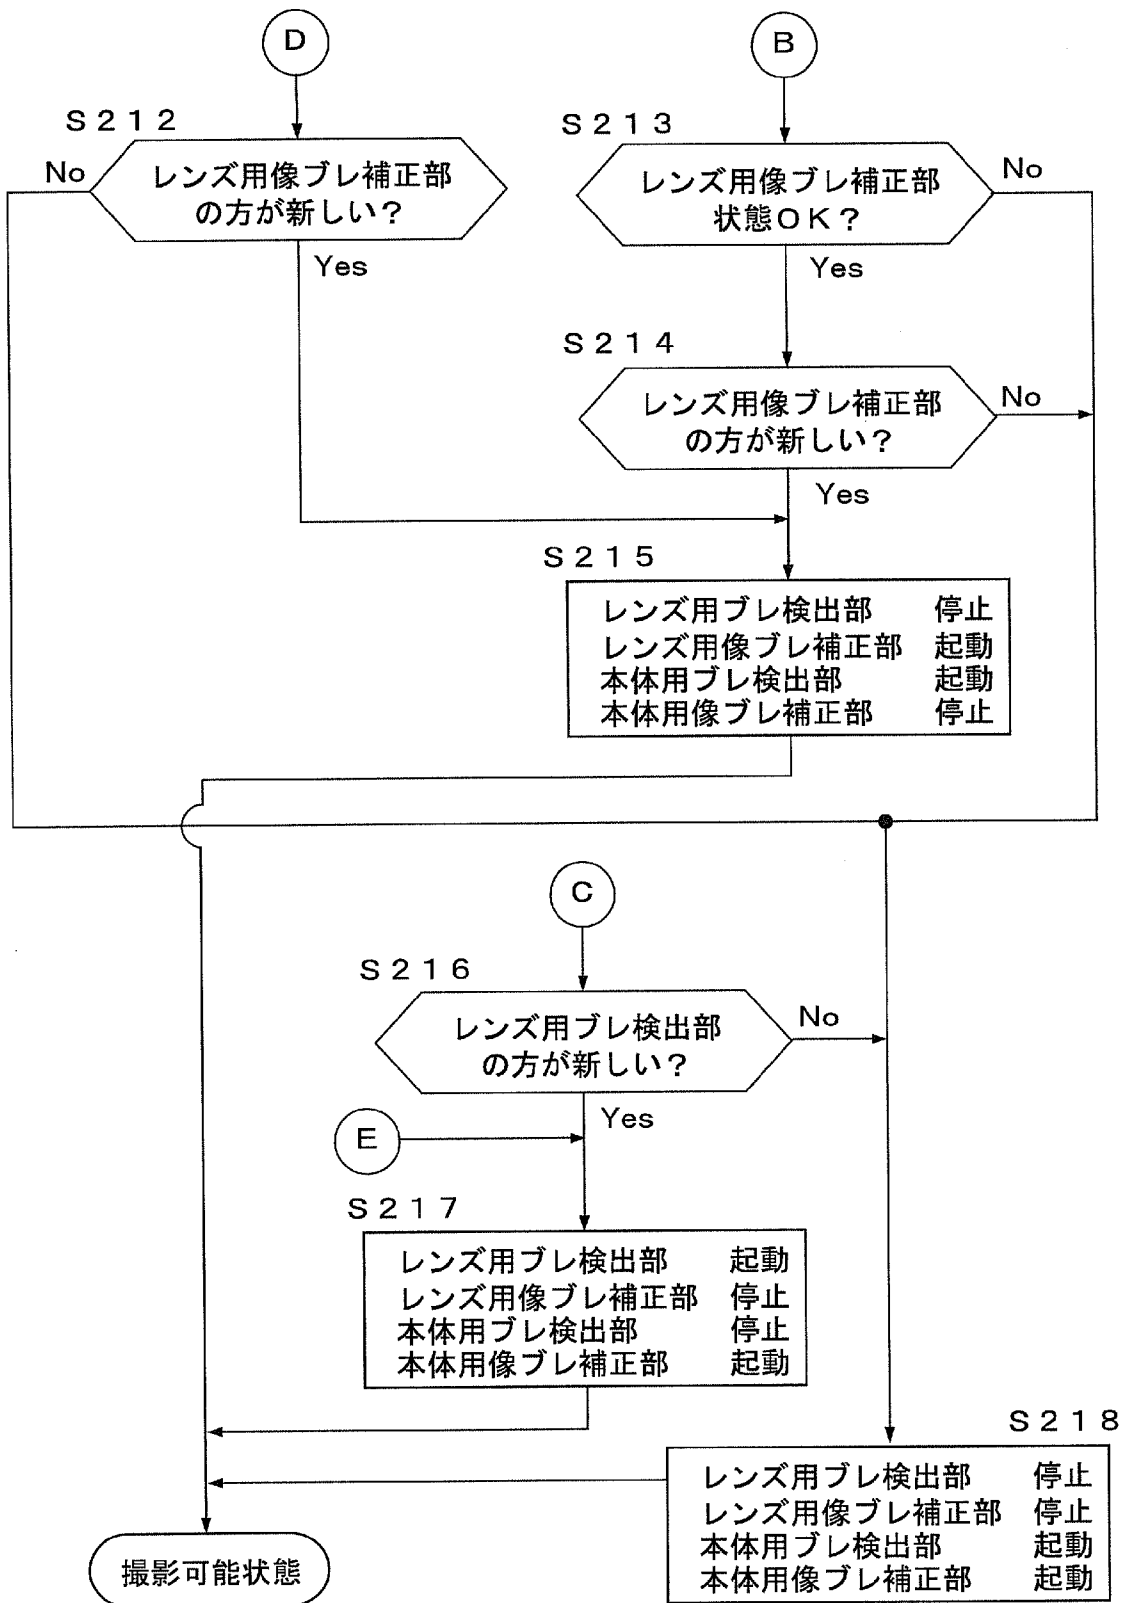 D
B
S212
No
レンズ用像ブレ補正部
の方が新しい?
Yes
S213
レンズ用像ブレ補正部
状態OK?
No
Yes
S214
レンズ用像ブレ補正部
の方が新しい?
No
Yes
S215
レンズ用ブレ検出部 停止
レンズ用像ブレ補正部 起動
本体用ブレ検出部 起動
本体用像ブレ補正部 停止
C
S216
レンズ用ブレ検出部
の方が新しい?
No
Yes
E
S217
レンズ用ブレ検出部 起動
レンズ用像ブレ補正部 停止
本体用ブレ検出部 停止
本体用像ブレ補正部 起動
S218
レンズ用ブレ検出部 停止
レンズ用像ブレ補正部 停止
本体用ブレ検出部 起動
本体用像ブレ補正部 起動
撮影可能状態